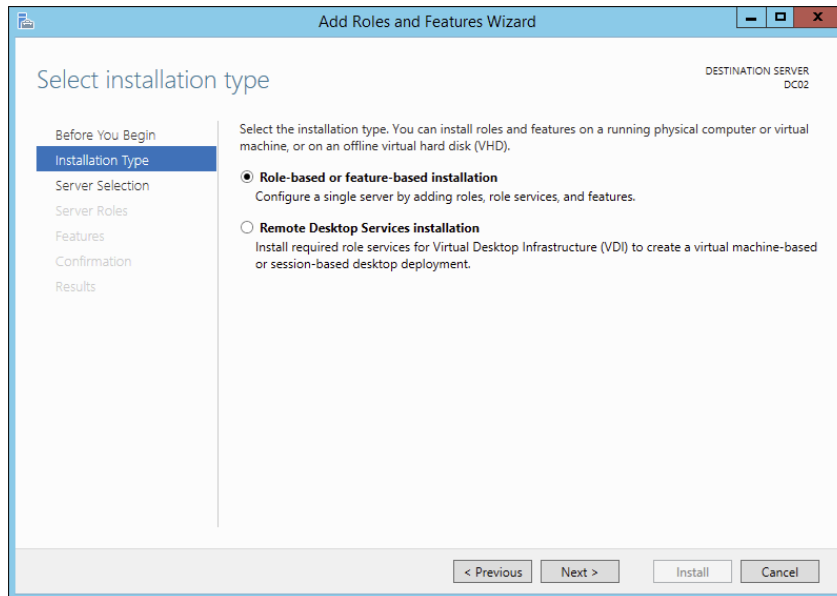 Add Roles and Features Wizard
Select installation type
DESTINATION SERVER
DC02
Before You Begin
Installation Type
Server Selection
Server Roles
Features
Confirmation
Results
Select the installation type. You can install roles and features on a running physical computer or virtual
machine, or on an offline virtual hard disk (VHD).
Role-based or feature-based installation
Configure a single server by adding roles, role services, and features.
Remote Desktop Services installation
Install required role services for Virtual Desktop Infrastructure (VDI) to create a virtual machine-based
or session-based desktop deployment.
< Previous
Next >
Install
Cancel